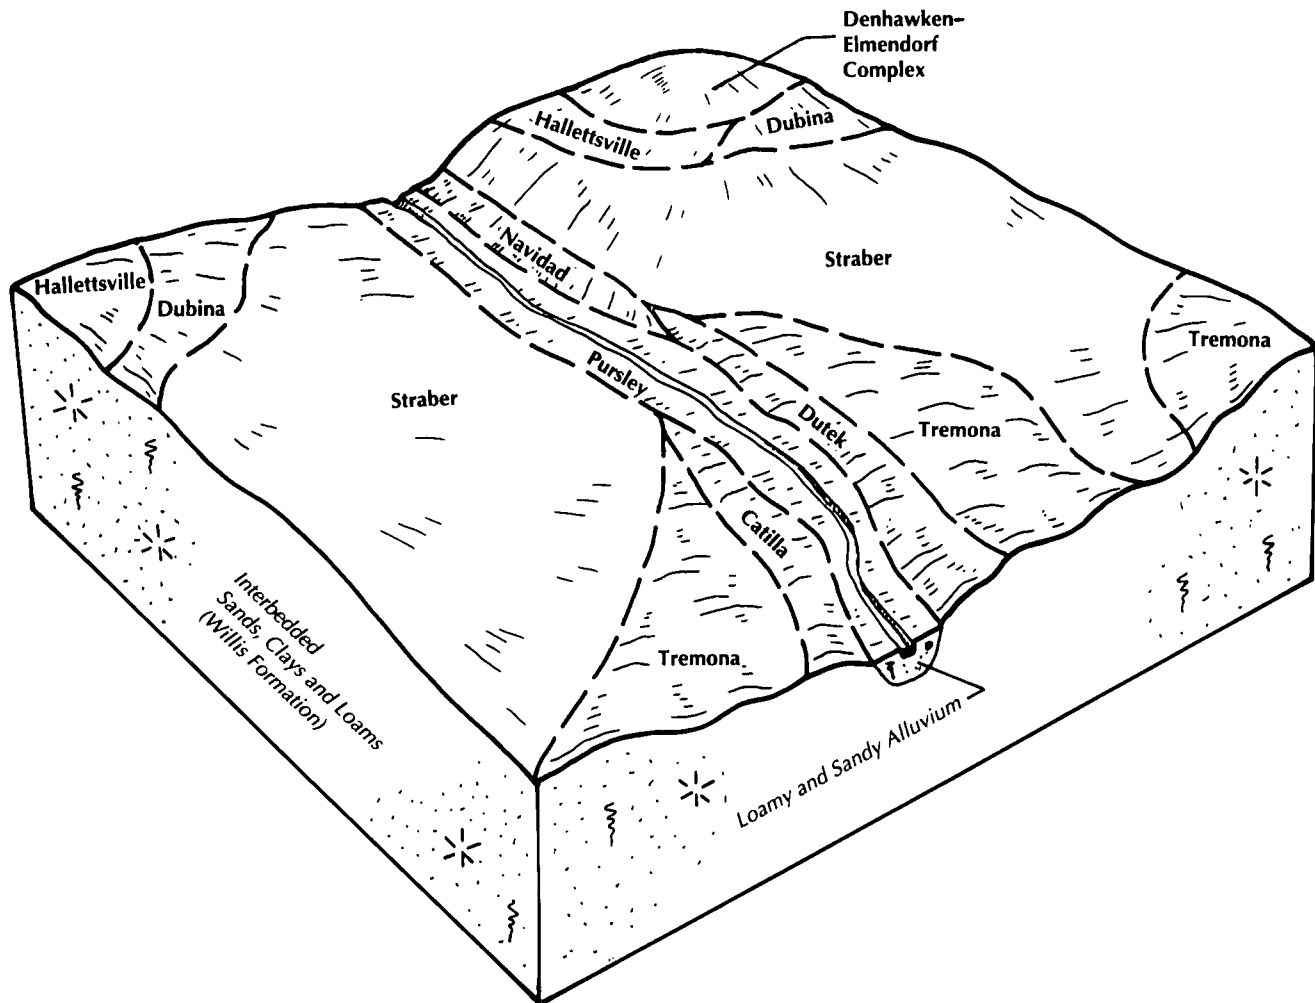 Denhawken–
Elmendorf
Complex
Hallettsville
Dubina
Navidad
Straber
Hallettsville
Dubina
Tremona
Pursley
Straber
Dutek
Tremona
Catilla
Tremona
Interbedded
Sands, Clays and Loams
(Willis Formation)
Loamy and Sandy Alluvium